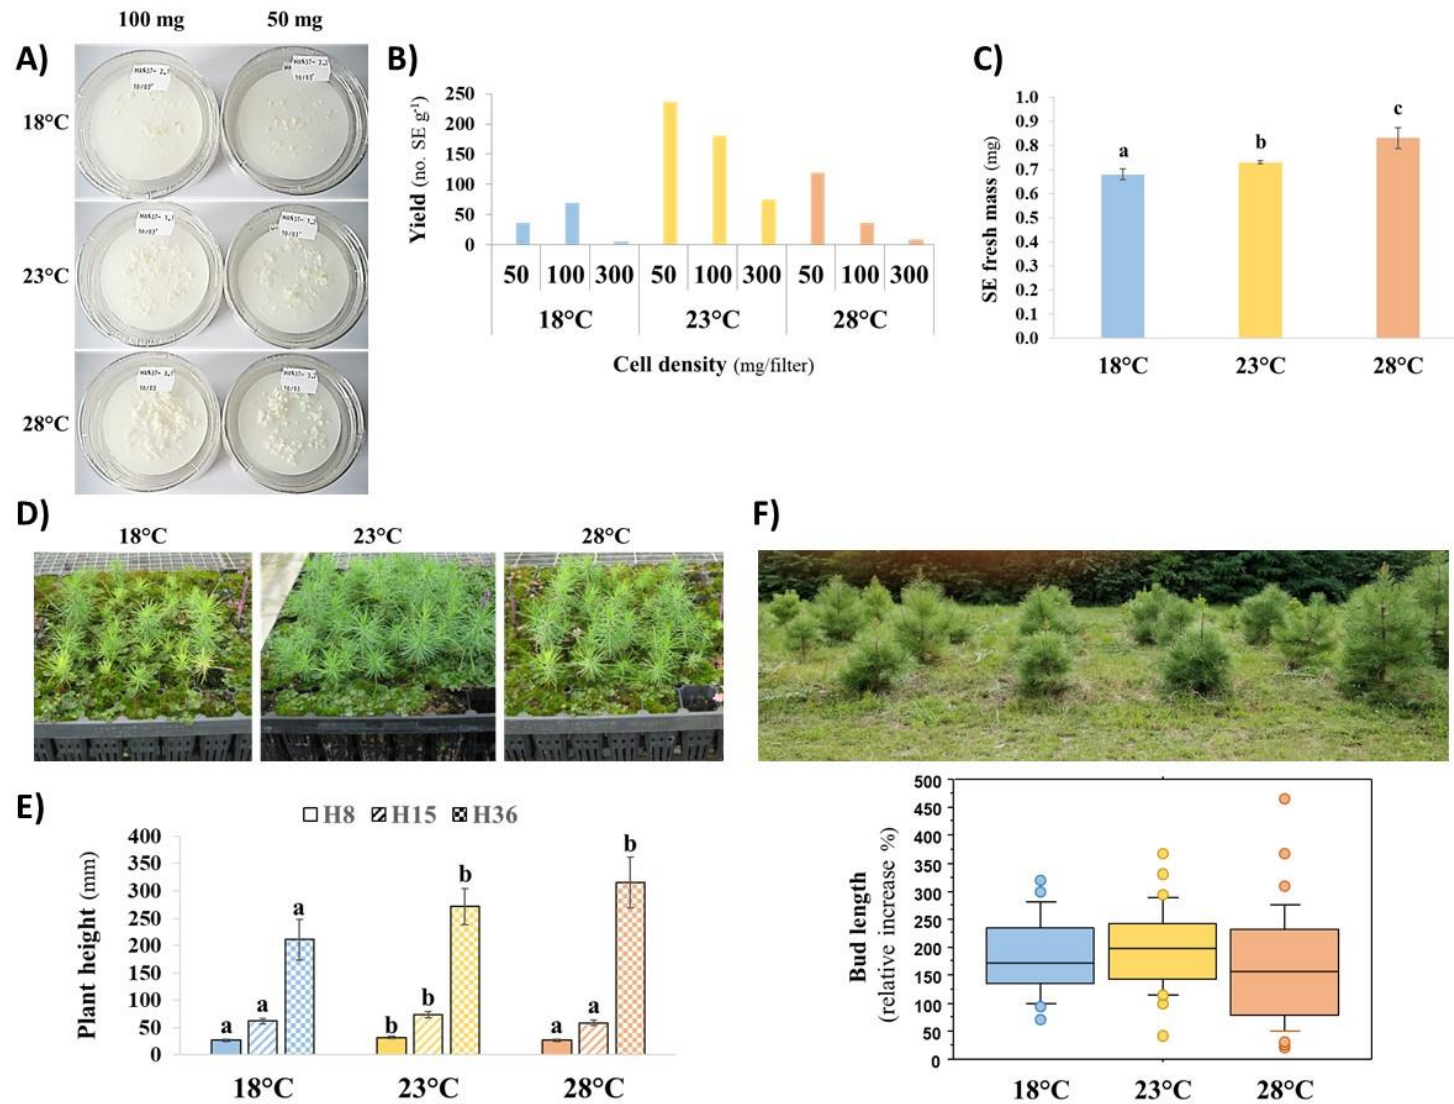 100 mg 50 mg
A)
18°C
23°C
28°C
B)
Yield (no. SE g⁻¹)
250
200
150
100
50
0
50 100 300 50 100 300 50 100 300
18°C 23°C 28°C
Cell density (mg/filter)
C)
SE fresh mass (mg)
1.0
0.9
0.8
0.7
0.6
0.5
0.4
0.3
0.2
0.1
0.0
a b c
18°C 23°C 28°C
D)
18°C 23°C 28°C
E)
H8 H15 H36
Plant height (mm)
400
350
300
250
200
150
100
50
0
a a a b b b a a b
18°C 23°C 28°C
F)
Bud length
(relative increase %)
500
450
400
350
300
250
200
150
100
50
0
18°C 23°C 28°C